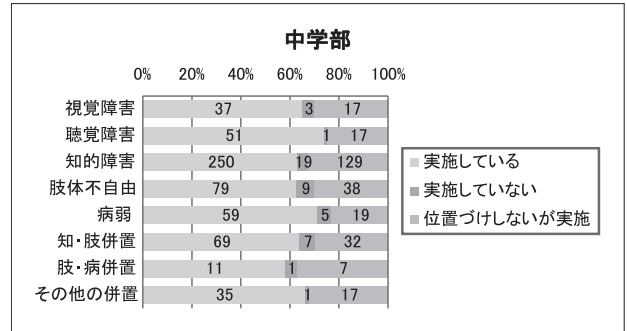 中学部
0% 20% 40% 60% 80% 100%
視覚障害 37 3 17
聴覚障害 51 1 17
知的障害 250 19 129
肢体不自由 79 9 38
病弱 59 5 19
知・肢併置 69 7 32
肢・病併置 11 1 7
その他の併置 35 1 17
実施している
実施していない
位置づけしないが実施